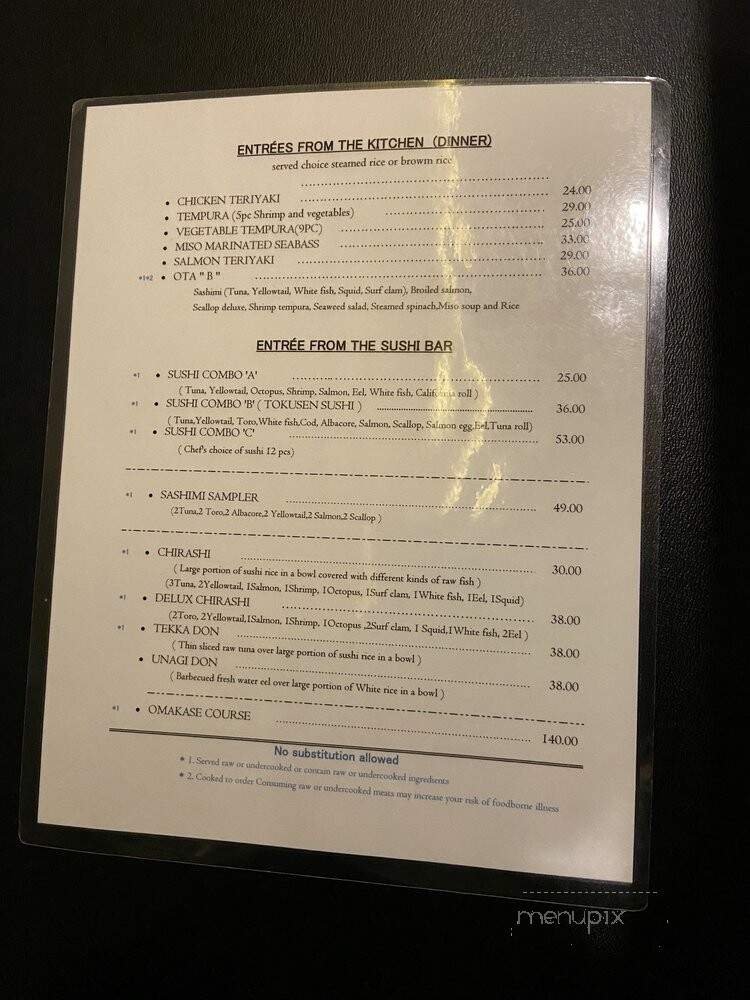 ENTRÉES FROM THE KITCHEN (DINNER)
served choice steamed rice or browm rice
• CHICKEN TERIYAKI ........ 24.00
• TEMPURA (5pc Shrimp and vegetables) ........ 29.00
• VEGETABLE TEMPURA(9PC) ........ 25.00
• MISO MARINATED SEABASS ........ 33.00
• SALMON TERIYAKI ........ 29.00
*1*2 • OTA " B " ........ 36.00
Sashimi (Tuna, Yellowtail, White fish, Squid, Surf clam), Broiled salmon,
Scallop deluxe, Shrimp tempura, Seaweed salad, Steamed spinach,Miso soup and Rice
ENTRÉE FROM THE SUSHI BAR
*1 • SUSHI COMBO 'A' ........ 25.00
( Tuna, Yellowtail, Octopus, Shrimp, Salmon, Eel, White fish, California roll )
*1 • SUSHI COMBO 'B' ( TOKUSEN SUSHI ) ........ 36.00
( Tuna,Yellowtail, Toro,White fish,Cod, Albacore, Salmon, Scallop, Salmon egg,Eel,Tuna roll)
*1 • SUSHI COMBO 'C' ........ 53.00
( Chef's choice of sushi 12 pcs)
*1 • SASHIMI SAMPLER ........ 49.00
(2Tuna,2 Toro,2 Albacore,2 Yellowtail,2 Salmon,2 Scallop )
*1 • CHIRASHI ........ 30.00
( Large portion of sushi rice in a bowl covered with different kinds of raw fish )
(3Tuna, 2Yellowtail, 1Salmon, 1Shrimp, 1Octopus, 1Surf clam, 1White fish, 1Eel, 1Squid)
*1 • DELUX CHIRASHI ........ 38.00
(2Toro, 2Yellowtail,1Salmon, 1Shrimp, 1Octopus ,2Surf clam, 1 Squid,1White fish, 2Eel )
*1 • TEKKA DON ........ 38.00
( Thin sliced raw tuna over large portion of sushi rice in a bowl )
• UNAGI DON ........ 38.00
( Barbecued fresh water eel over large portion of White rice in a bowl )
*1 • OMAKASE COURSE ........ 140.00
No substitution allowed
* 1. Served raw or undercooked or contain raw or undercooked ingredients
* 2. Cooked to order Consuming raw or undercooked meats may increase your risk of foodborne illness
menupix